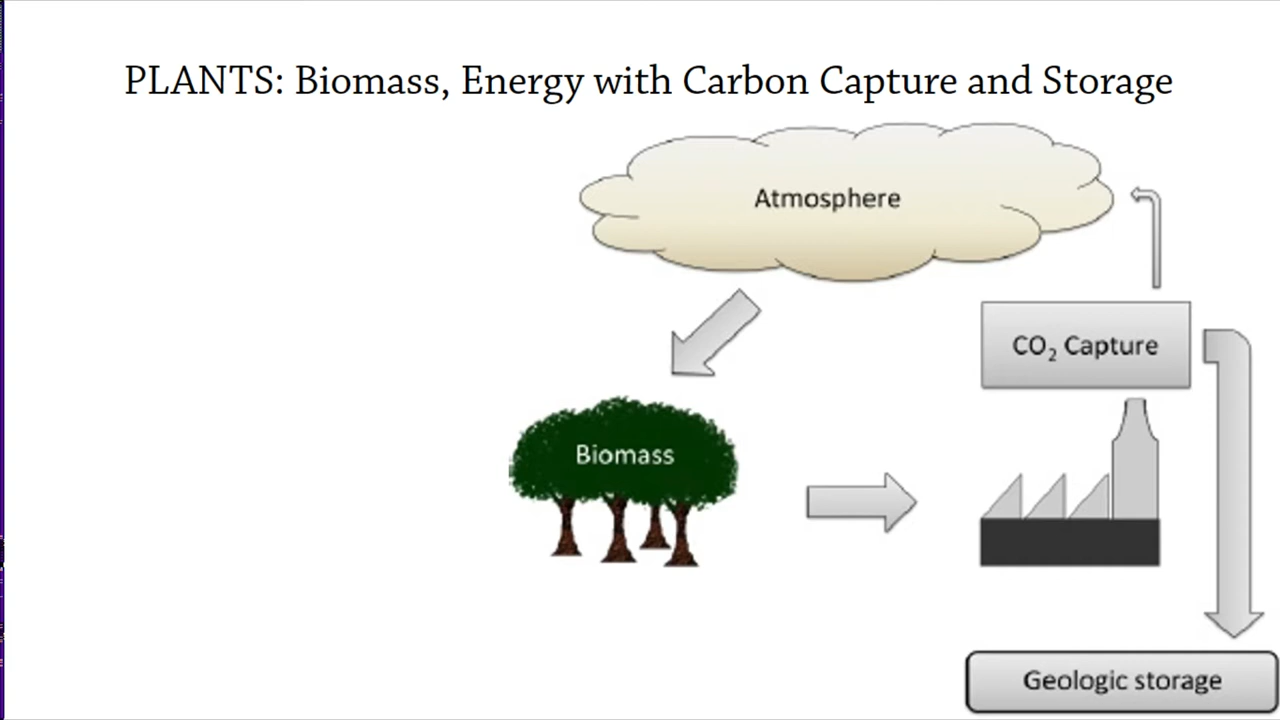 PLANTS: Biomass, Energy with Carbon Capture and Storage
Atmosphere
CO₂ Capture
Biomass
Geologic storage